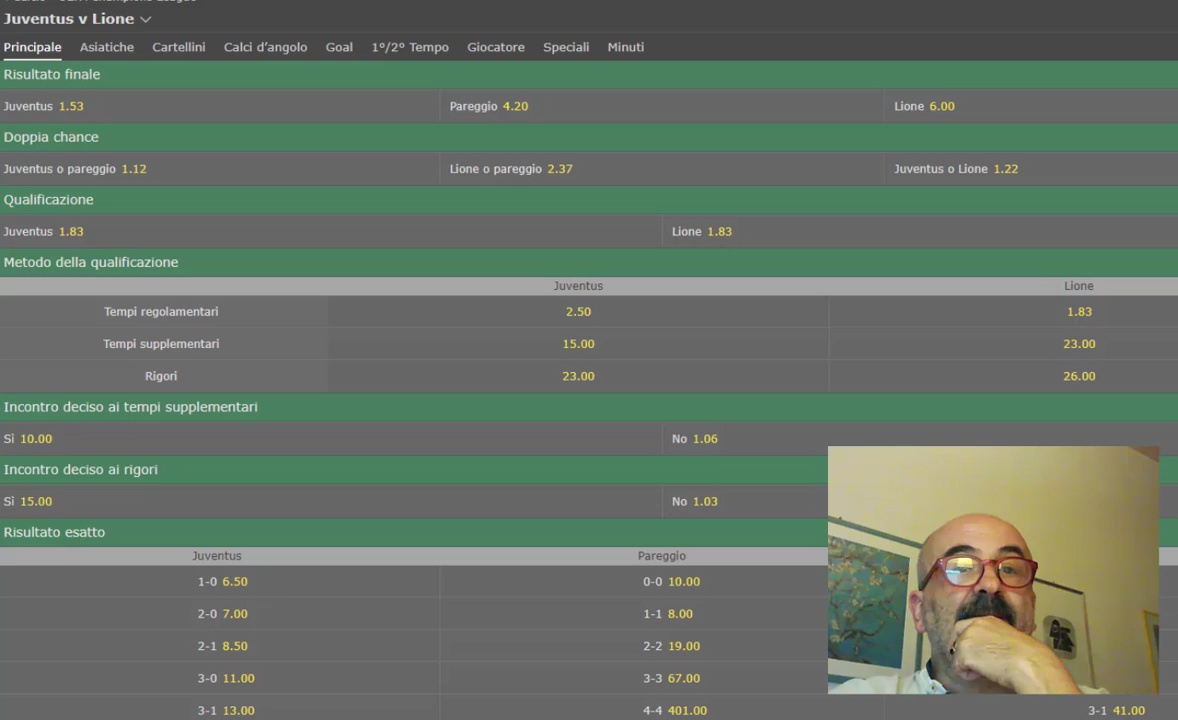 Juventus v Lione
Principale Asiatiche Cartellini Calci d'angolo Goal 1°/2° Tempo Giocatore Speciali Minuti
Risultato finale
Juventus 1.53 Pareggio 4.20 Lione 6.00
Doppia chance
Juventus o pareggio 1.12 Lione o pareggio 2.37 Juventus o Lione 1.22
Qualificazione
Juventus 1.83 Lione 1.83
Metodo della qualificazione
Juventus Lione
Tempi regolamentari 2.50 1.83
Tempi supplementari 15.00 23.00
Rigori 23.00 26.00
Incontro deciso ai tempi supplementari
Sì 10.00 No 1.06
Incontro deciso ai rigori
Sì 15.00 No 1.03
Risultato esatto
Juventus Pareggio
1-0 6.50 0-0 10.00
2-0 7.00 1-1 8.00
2-1 8.50 2-2 19.00
3-0 11.00 3-3 67.00
3-1 13.00 4-4 401.00 3-1 41.00